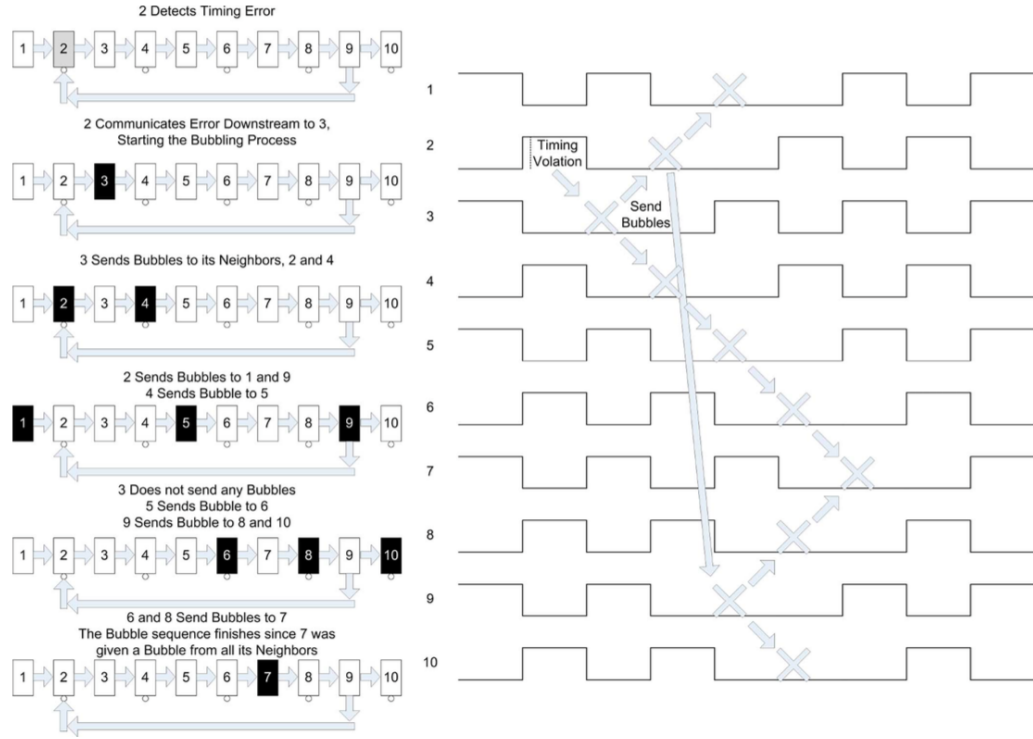 2 Detects Timing Error
1 2 3 4 5 6 7 8 9 10
2 Communicates Error Downstream to 3,
Starting the Bubbling Process
1 2 3 4 5 6 7 8 9 10
3 Sends Bubbles to its Neighbors, 2 and 4
1 2 3 4 5 6 7 8 9 10
2 Sends Bubbles to 1 and 9
4 Sends Bubble to 5
1 2 3 4 5 6 7 8 9 10
3 Does not send any Bubbles
5 Sends Bubble to 6
9 Sends Bubble to 8 and 10
1 2 3 4 5 6 7 8 9 10
6 and 8 Send Bubbles to 7
The Bubble sequence finishes since 7 was
given a Bubble from all its Neighbors
1 2 3 4 5 6 7 8 9 10
1
2
Timing
Volation
3
Send
Bubbles
4
5
6
7
8
9
10